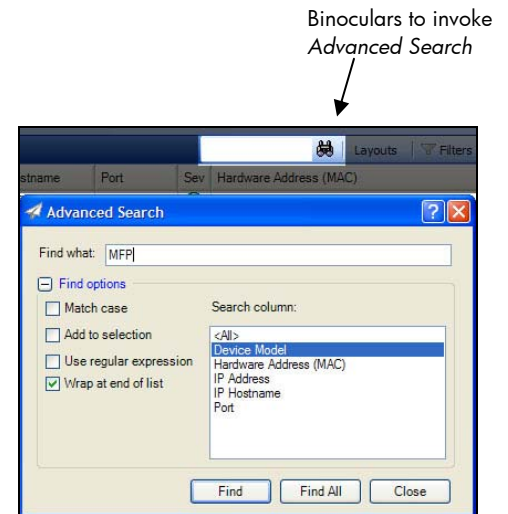 Binoculars to invoke
Advanced Search
Layouts Filters
stname Port Sev Hardware Address (MAC)
Advanced Search
Find what: MFP
Find options
Match case
Add to selection
Use regular expression
Wrap at end of list
Search column:
<All>
Device Model
Hardware Address (MAC)
IP Address
IP Hostname
Port
Find Find All Close